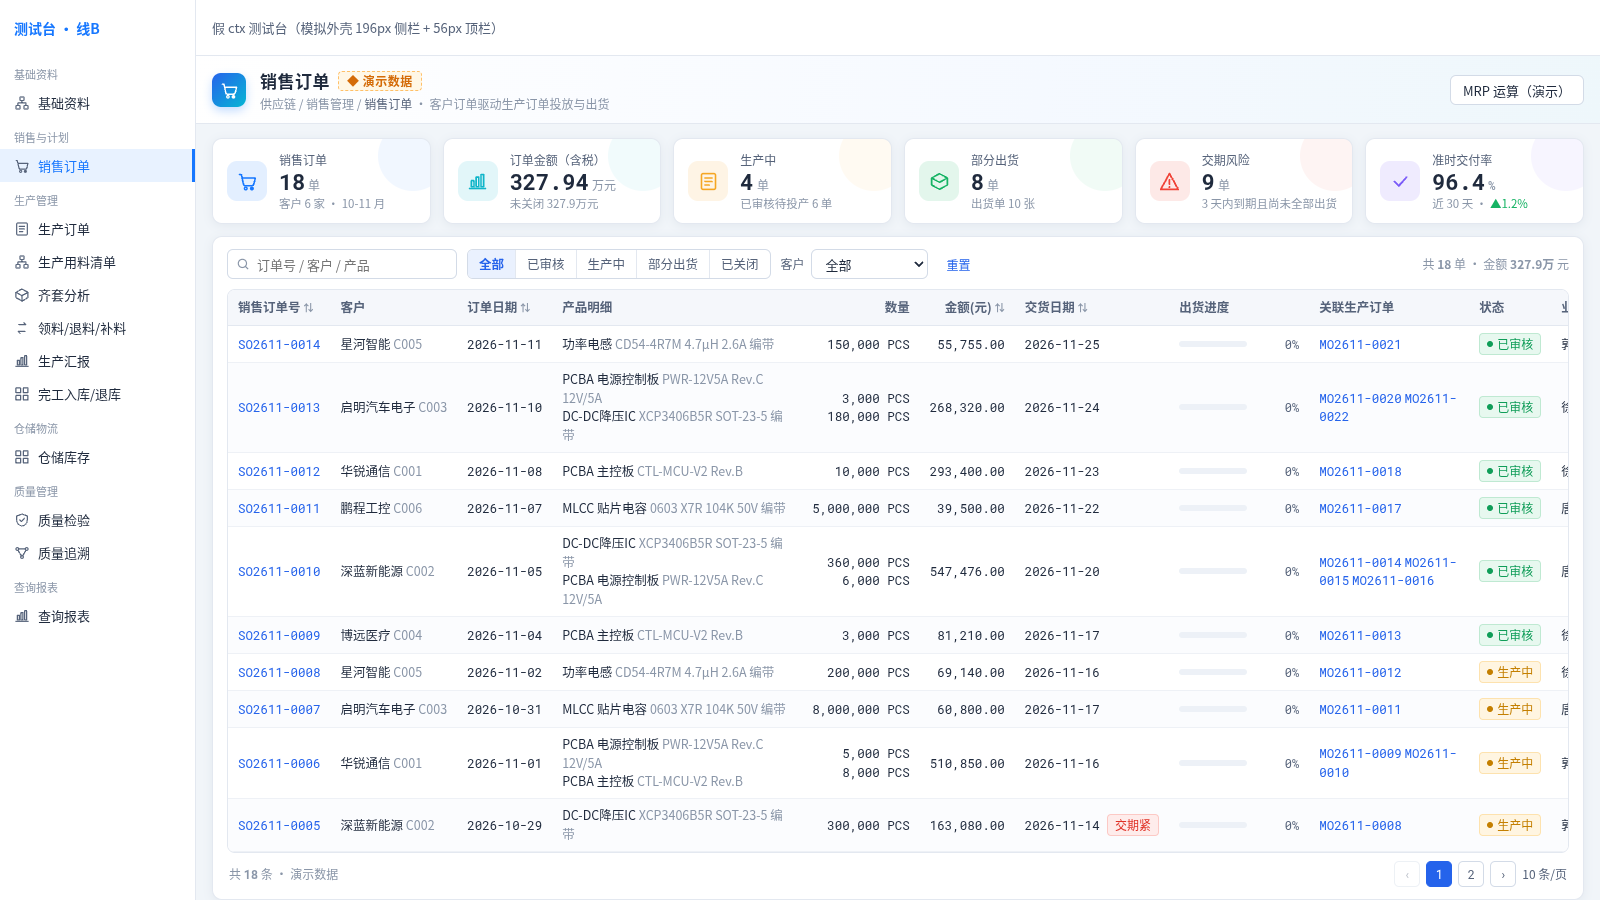 测试台 · 线B
假 ctx 测试台（模拟外壳 196px 侧栏 + 56px 顶栏）
基础资料
基础资料
销售与计划
销售订单
生产管理
生产订单
生产用料清单
齐套分析
领料/退料/补料
生产汇报
完工入库/退库
仓储物流
仓储库存
质量管理
质量检验
质量追溯
查询报表
查询报表
销售订单 ◆ 演示数据
供应链 / 销售管理 / 销售订单 · 客户订单驱动生产订单投放与出货
MRP 运算（演示）
销售订单
18 单
客户 6 家 · 10-11 月
订单金额（含税）
327.94 万元
未关闭 327.9万元
生产中
4 单
已审核待投产 6 单
部分出货
8 单
出货单 10 张
交期风险
9 单
3 天内到期且尚未全部出货
准时交付率
96.4 %
近 30 天 · ▲1.2%
订单号 / 客户 / 产品 全部 已审核 生产中 部分出货 已关闭 客户 全部 重置 共 18 单 · 金额 327.9万 元
销售订单号 ⇅ 客户 订单日期 ⇅ 产品明细 数量 金额(元) ⇅ 交货日期 ⇅ 出货进度 关联生产订单 状态
SO2611-0014 星河智能 C005 2026-11-11 功率电感 CD54-4R7M 4.7μH 2.6A 编带 150,000 PCS 55,755.00 2026-11-25 0% MO2611-0021 已审核
PCBA 电源控制板 PWR-12V5A Rev.C
12V/5A
DC-DC降压IC XCP3406B5R SOT-23-5 编
带
SO2611-0013 启明汽车电子 C003 2026-11-10
3,000 PCS
180,000 PCS
268,320.00 2026-11-24 0%
MO2611-0020 MO2611-
0022
已审核
SO2611-0012 华锐通信 C001 2026-11-08 PCBA 主控板 CTL-MCU-V2 Rev.B 10,000 PCS 293,400.00 2026-11-23 0% MO2611-0018 已审核
SO2611-0011 鹏程工控 C006 2026-11-07 MLCC 贴片电容 0603 X7R 104K 50V 编带 5,000,000 PCS 39,500.00 2026-11-22 0% MO2611-0017 已审核
DC-DC降压IC XCP3406B5R SOT-23-5 编
带
PCBA 电源控制板 PWR-12V5A Rev.C
12V/5A
SO2611-0010 深蓝新能源 C002 2026-11-05
360,000 PCS
6,000 PCS
547,476.00 2026-11-20 0%
MO2611-0014 MO2611-
0015 MO2611-0016
已审核
SO2611-0009 博远医疗 C004 2026-11-04 PCBA 主控板 CTL-MCU-V2 Rev.B 3,000 PCS 81,210.00 2026-11-17 0% MO2611-0013 已审核
SO2611-0008 星河智能 C005 2026-11-02 功率电感 CD54-4R7M 4.7μH 2.6A 编带 200,000 PCS 69,140.00 2026-11-16 0% MO2611-0012 生产中
SO2611-0007 启明汽车电子 C003 2026-10-31 MLCC 贴片电容 0603 X7R 104K 50V 编带 8,000,000 PCS 60,800.00 2026-11-17 0% MO2611-0011 生产中
PCBA 电源控制板 PWR-12V5A Rev.C
12V/5A
PCBA 主控板 CTL-MCU-V2 Rev.B
SO2611-0006 华锐通信 C001 2026-11-01
5,000 PCS
8,000 PCS
510,850.00 2026-11-16 0%
MO2611-0009 MO2611-
0010
生产中
DC-DC降压IC XCP3406B5R SOT-23-5 编
带
SO2611-0005 深蓝新能源 C002 2026-10-29 300,000 PCS 163,080.00 2026-11-14 交期紧 0% MO2611-0008 生产中
共 18 条 · 演示数据 ‹ 1 2 › 10 条/页